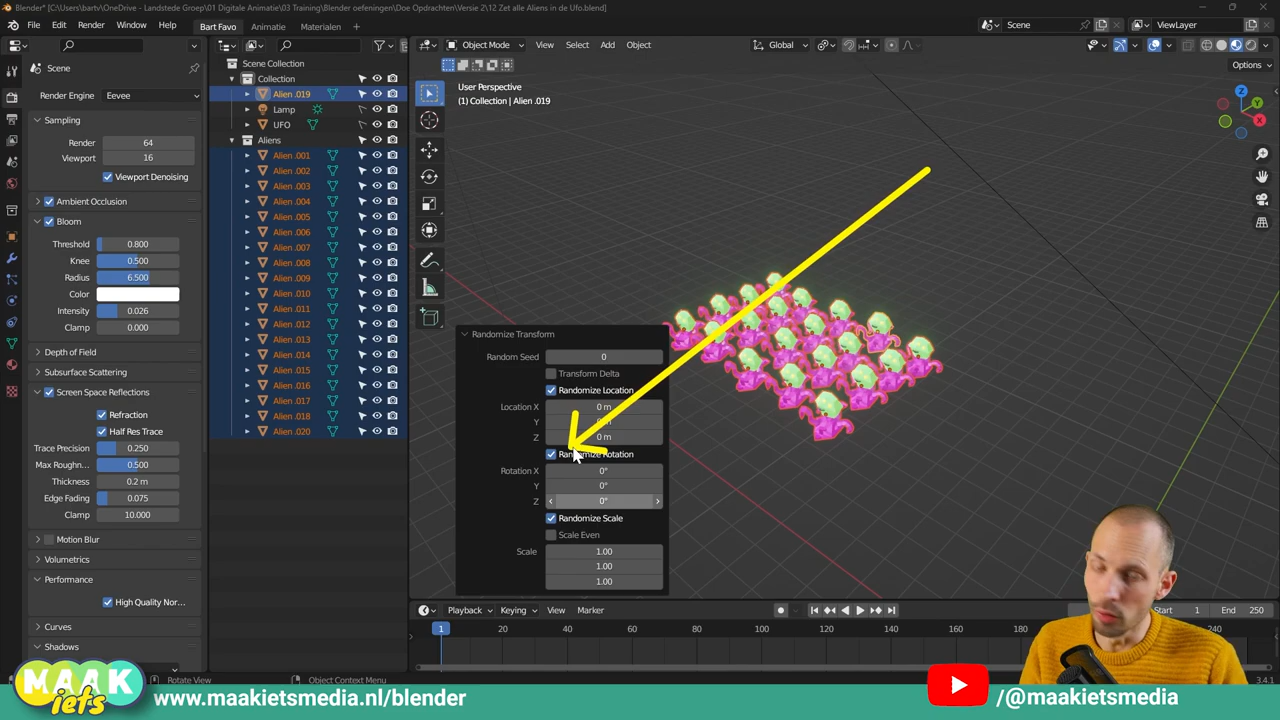 Blender* [C:\Users\bartv\OneDrive - Landstede Groep\01 Digitale Animatie\03 Training\Blender oefeningen\Doe Opdrachten\Versie 2\12 Zet alle Aliens in de Ufo.blend]
File Edit Render Window Help Bart Favo Animatie Materialen + Scene ViewLayer
Object Mode View Select Add Object Global
Options
Scene
Render Engine Eevee
Sampling
Render 64
Viewport 16
Viewport Denoising
Ambient Occlusion
Bloom
Threshold 0.800
Knee 0.500
Radius 6.500
Color
Intensity 0.026
Clamp 0.000
Depth of Field
Subsurface Scattering
Screen Space Reflections
Refraction
Half Res Trace
Trace Precision 0.250
Max Roughn... 0.500
Thickness 0.2 m
Edge Fading 0.075
Clamp 10.000
Motion Blur
Volumetrics
Performance
High Quality Nor...
Curves
Shadows
Scene Collection
Collection
Alien .019
Lamp
UFO
Aliens
Alien .001
Alien .002
Alien .003
Alien .004
Alien .005
Alien .006
Alien .007
Alien .008
Alien .009
Alien .010
Alien .011
Alien .012
Alien .013
Alien .014
Alien .015
Alien .016
Alien .017
Alien .018
Alien .020
User Perspective
(1) Collection | Alien .019
Z
Y
X
Randomize Transform
Random Seed 0
Transform Delta
Randomize Location
Location X 0 m
Y
Z 0 m
Randomize Rotation
Rotation X 0°
Y 0°
Z 0°
Randomize Scale
Scale Even
Scale 1.00
1.00
1.00
Playback Keying View Marker Start 1 End 250
1 20 40 60 80 100 120 140 160 180 240
Rotate View Object Context Menu 3.4.1
MAAK
iets
www.maakietsmedia.nl/blender
/@maakietsmedia